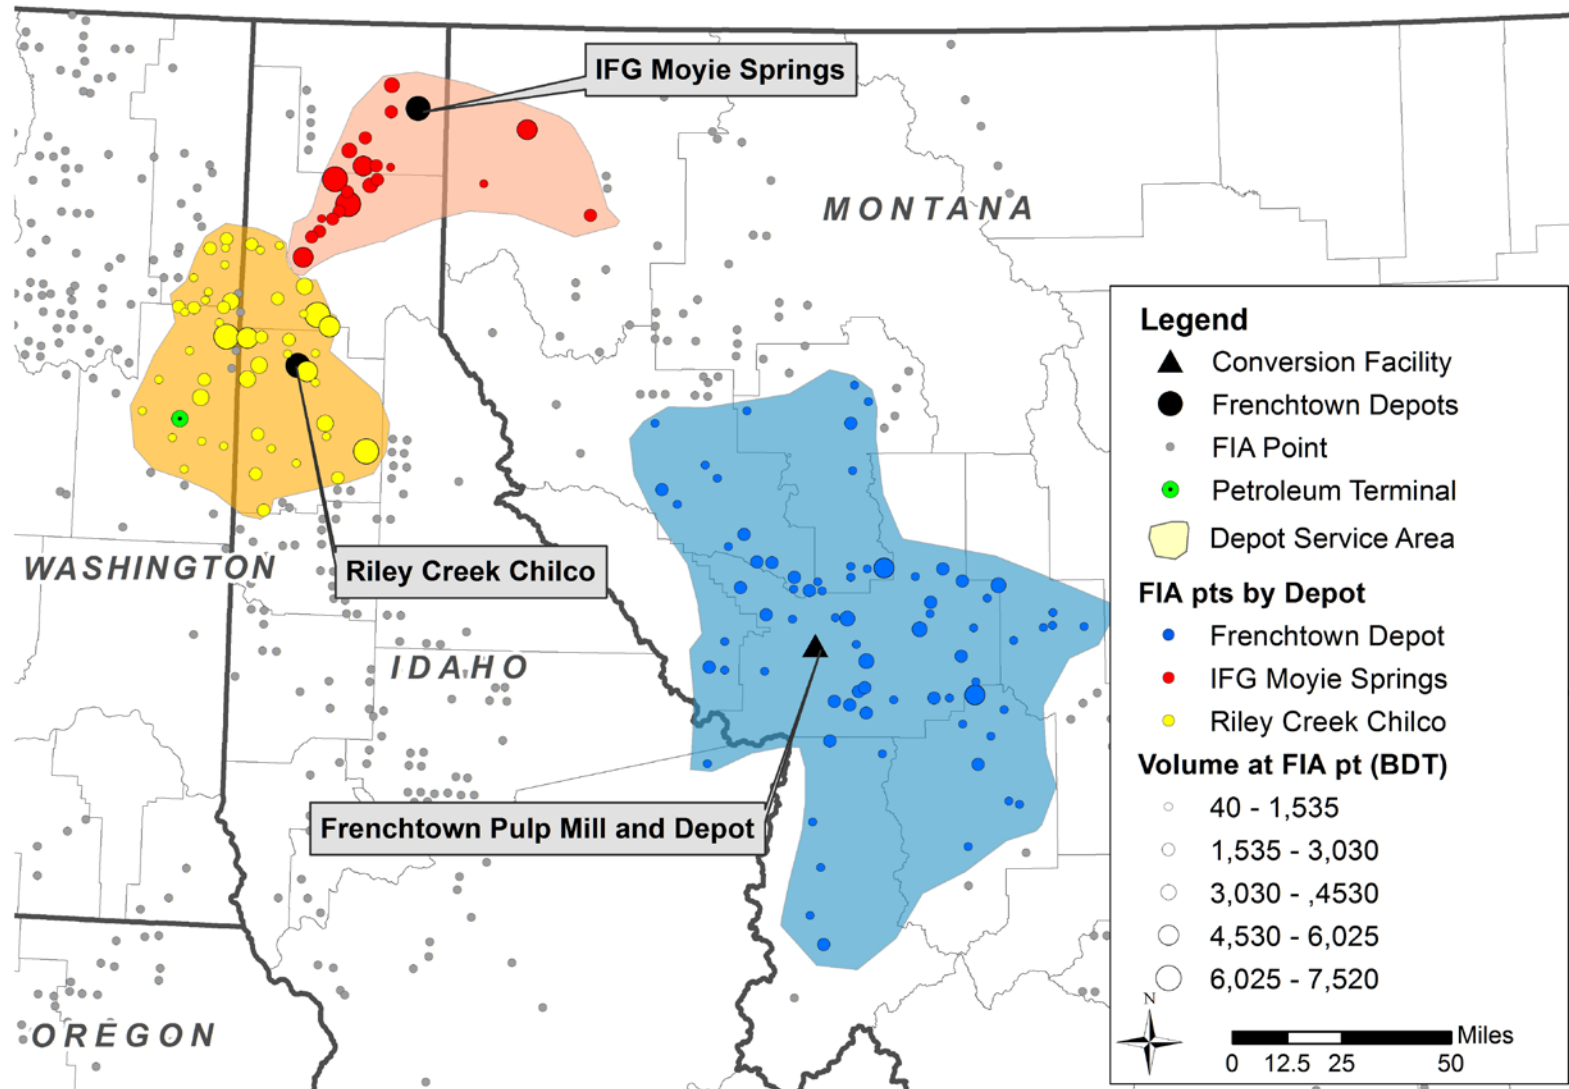 IFG Moyie Springs
MONTANA
Riley Creek Chilco
WASHINGTON
IDAHO
Frenchtown Pulp Mill and Depot
OREGON
Legend
Conversion Facility
Frenchtown Depots
FIA Point
Petroleum Terminal
Depot Service Area
FIA pts by Depot
Frenchtown Depot
IFG Moyie Springs
Riley Creek Chilco
Volume at FIA pt (BDT)
40 - 1,535
1,535 - 3,030
3,030 - ,4530
4,530 - 6,025
6,025 - 7,520
N
Miles
0 12.5 25 50